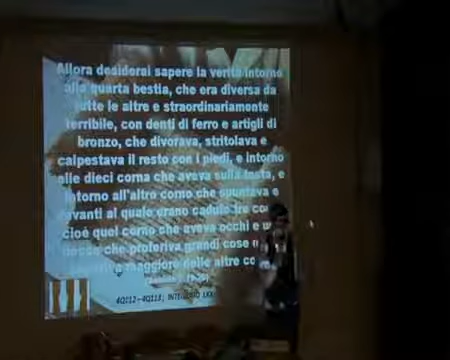 Allora desiderai sapere la verità intorno
alla quarta bestia, che era diversa da
tutte le altre e straordinariamente
terribile, con denti di ferro e artigli di
bronzo, che divorava, stritolava e
calpestava il resto con i piedi, e intorno
alle dieci corna che aveva sulla testa, e
intorno all'altro corno che spuntava e
davanti al quale erano cadute tre
cioè quel corno che aveva occhi e
che proferiva grandi cose
maggiore delle altre
4Q112-4Q113;